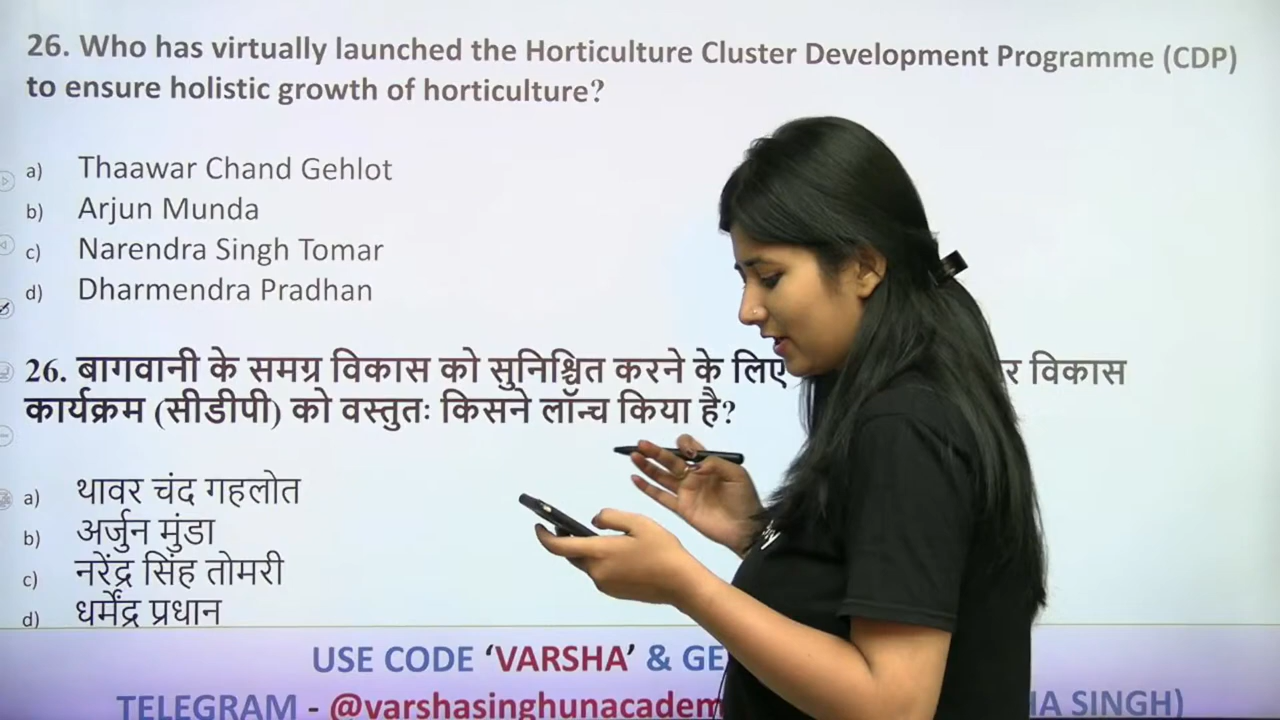 26. Who has virtually launched the Horticulture Cluster Development Programme (CDP)
to ensure holistic growth of horticulture?
a) Thaawar Chand Gehlot
b) Arjun Munda
c) Narendra Singh Tomar
d) Dharmendra Pradhan
26. बागवानी के समग्र विकास को सुनिश्चित करने के लिए र विकास
कार्यक्रम (सीडीपी) को वस्तुतः किसने लॉन्च किया है?
a) थावर चंद गहलोत
b) अर्जुन मुंडा
c) नरेंद्र सिंह तोमरी
d) धर्मेंद्र प्रधान
USE CODE ‘VARSHA’ & GE
TELEGRAM - @varshasinghunacadem HA SINGH)